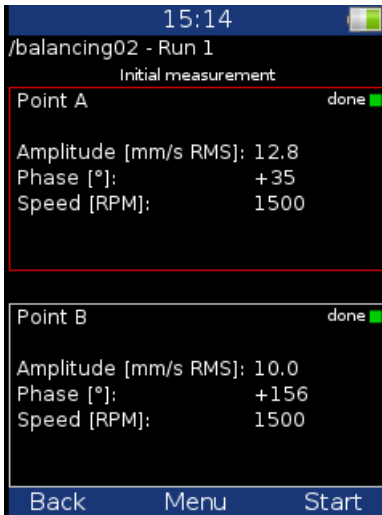 15:14
/balancing02 - Run 1
Initial measurement
Point A done
Amplitude [mm/s RMS]: 12.8
Phase [°]: +35
Speed [RPM]: 1500
Point B done
Amplitude [mm/s RMS]: 10.0
Phase [°]: +156
Speed [RPM]: 1500
Back Menu Start